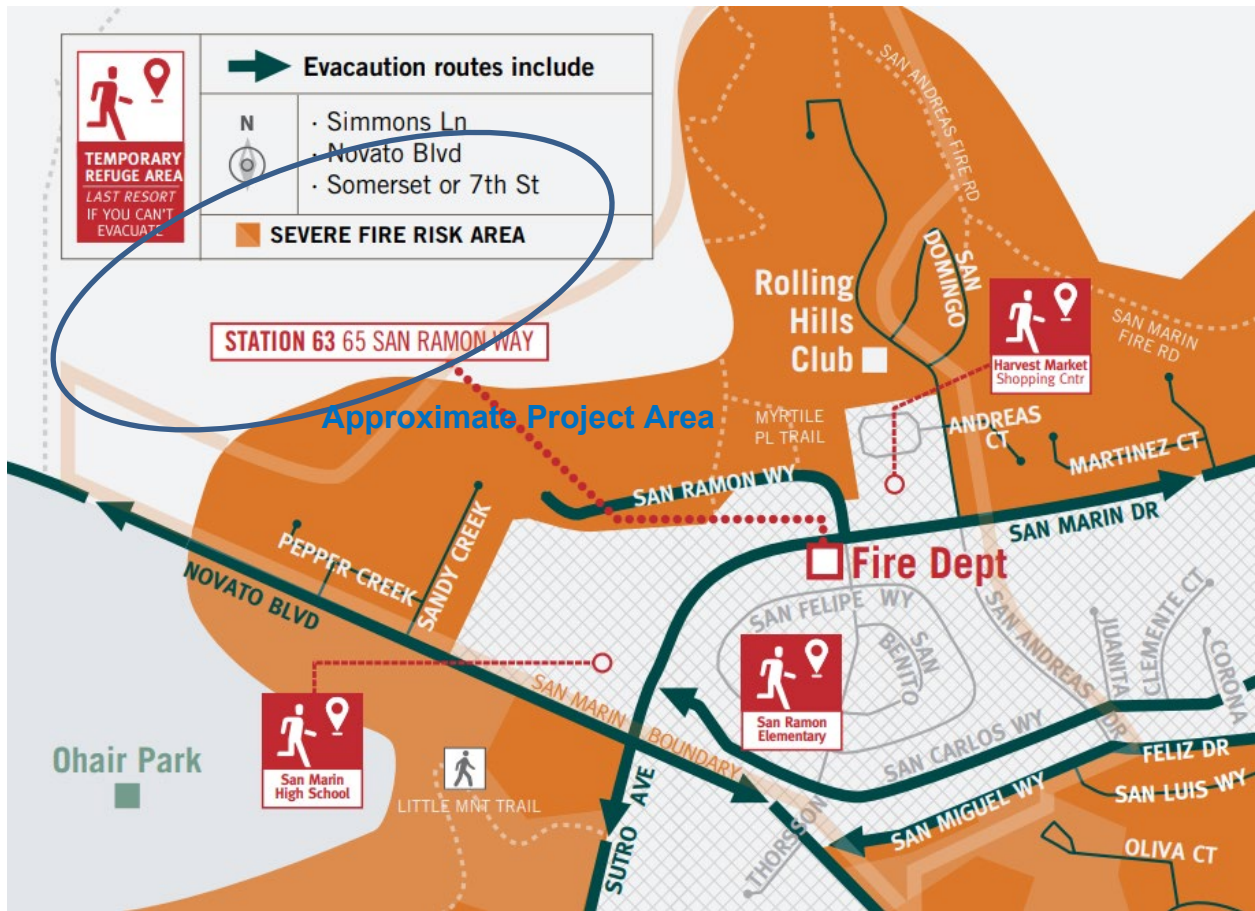 TEMPORARY
REFUGE AREA
LAST RESORT
IF YOU CAN'T
EVACUATE
Evacaution routes include
N
· Simmons Ln
· Novato Blvd
· Somerset or 7th St
SEVERE FIRE RISK AREA
STATION 63 65 SAN RAMON WAY
Approximate Project Area
SAN ANDREAS FIRE RD
SAN
DOMINGO
Rolling
Hills
Club
Harvest Market
Shopping Cntr
SAN MARIN
FIRE RD
MYRTILE
PL TRAIL
ANDREAS
CT
MARTINEZ CT
SAN RAMON WY
SAN MARIN DR
Fire Dept
PEPPER CREEK
SANDY CREEK
NOVATO BLVD
SAN FELIPE WY
SAN
BENITO
SAN ANDREAS DR
JUANITA
CLEMENTE CT
CORONA
San Ramon
Elementary
SAN MARIN BOUNDARY
SAN CARLOS WY
FELIZ DR
San Marin
High School
Ohair Park
LITTLE MNT TRAIL
SUTRO AVE
THORSSON
SAN MIGUEL WY
SAN LUIS WY
OLIVA CT